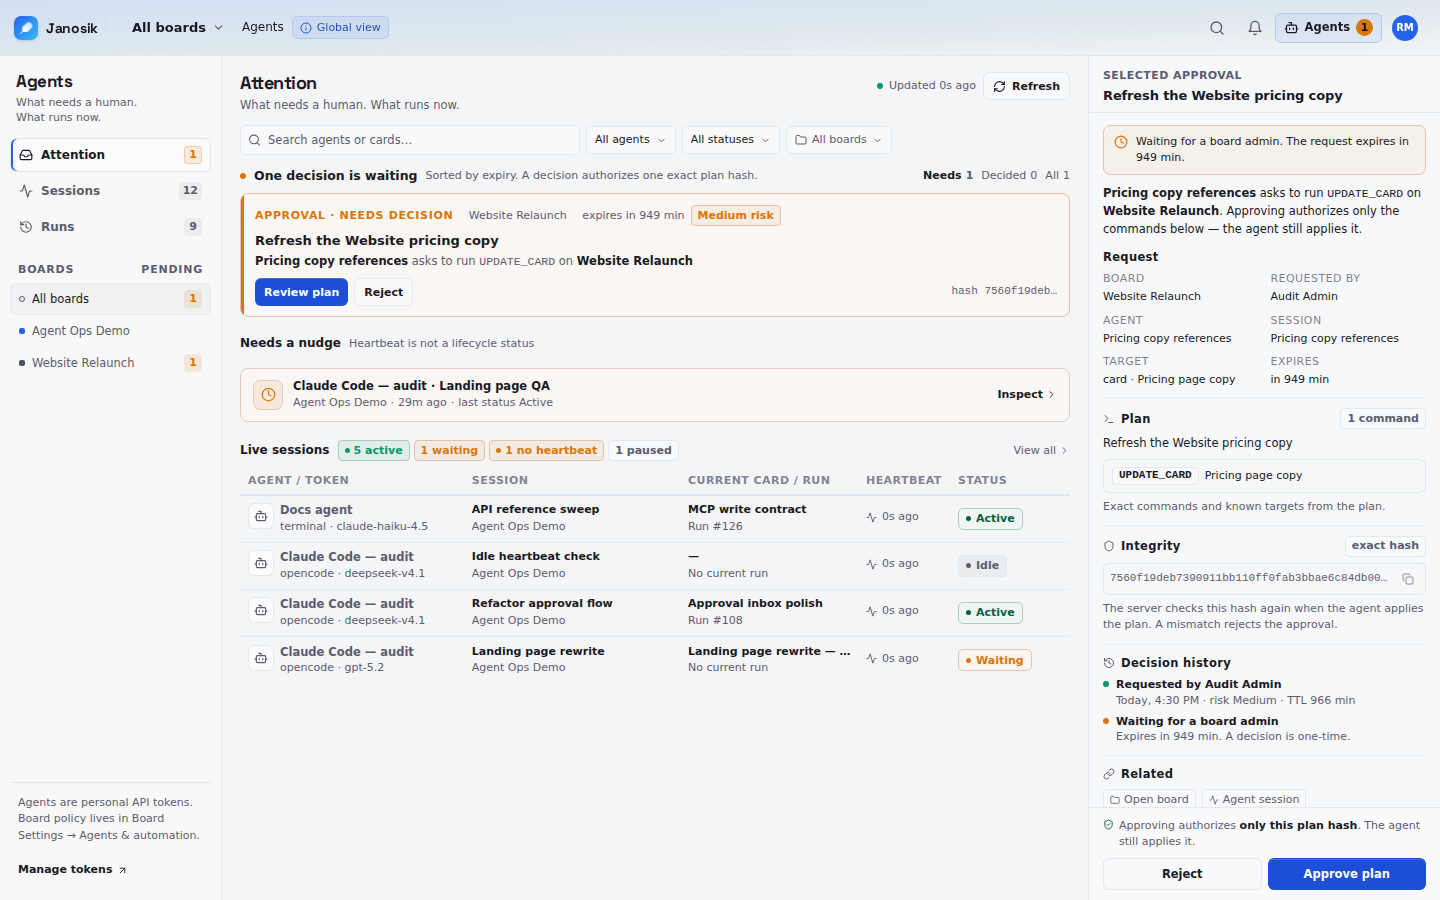 Janosik
All boards
Agents
Global view
Agents 1
RM
Agents
What needs a human.
What runs now.
Attention 1
Sessions 12
Runs 9
BOARDS PENDING
All boards 1
Agent Ops Demo
Website Relaunch 1
Agents are personal API tokens.
Board policy lives in Board
Settings → Agents & automation.
Manage tokens
Attention
What needs a human. What runs now.
Updated 0s ago
Refresh
Search agents or cards...
All agents
All statuses
All boards
One decision is waiting Sorted by expiry. A decision authorizes one exact plan hash.
Needs 1 Decided 0 All 1
APPROVAL · NEEDS DECISION Website Relaunch expires in 949 min Medium risk
Refresh the Website pricing copy
Pricing copy references asks to run UPDATE_CARD on Website Relaunch
Review plan
Reject
hash 7560f19deb…
Needs a nudge Heartbeat is not a lifecycle status
Claude Code — audit · Landing page QA
Agent Ops Demo · 29m ago · last status Active
Inspect
Live sessions 5 active 1 waiting 1 no heartbeat 1 paused
View all
AGENT / TOKEN SESSION CURRENT CARD / RUN HEARTBEAT STATUS
Docs agent API reference sweep MCP write contract 0s ago Active
terminal · claude-haiku-4.5 Agent Ops Demo Run #126
Claude Code — audit Idle heartbeat check — 0s ago Idle
opencode · deepseek-v4.1 Agent Ops Demo No current run
Claude Code — audit Refactor approval flow Approval inbox polish 0s ago Active
opencode · deepseek-v4.1 Agent Ops Demo Run #108
Claude Code — audit Landing page rewrite Landing page rewrite — … 0s ago Waiting
opencode · gpt-5.2 Agent Ops Demo No current run
SELECTED APPROVAL
Refresh the Website pricing copy
Waiting for a board admin. The request expires in
949 min.
Pricing copy references asks to run UPDATE_CARD on
Website Relaunch. Approving authorizes only the
commands below — the agent still applies it.
Request
BOARD REQUESTED BY
Website Relaunch Audit Admin
AGENT SESSION
Pricing copy references Pricing copy references
TARGET EXPIRES
card · Pricing page copy in 949 min
Plan 1 command
Refresh the Website pricing copy
UPDATE_CARD Pricing page copy
Exact commands and known targets from the plan.
Integrity exact hash
7560f19deb7390911bb110ff0fab3bbae6c84db00…
The server checks this hash again when the agent applies
the plan. A mismatch rejects the approval.
Decision history
Requested by Audit Admin
Today, 4:30 PM · risk Medium · TTL 966 min
Waiting for a board admin
Expires in 949 min. A decision is one-time.
Related
Open board Agent session
Approving authorizes only this plan hash. The agent
still applies it.
Reject
Approve plan